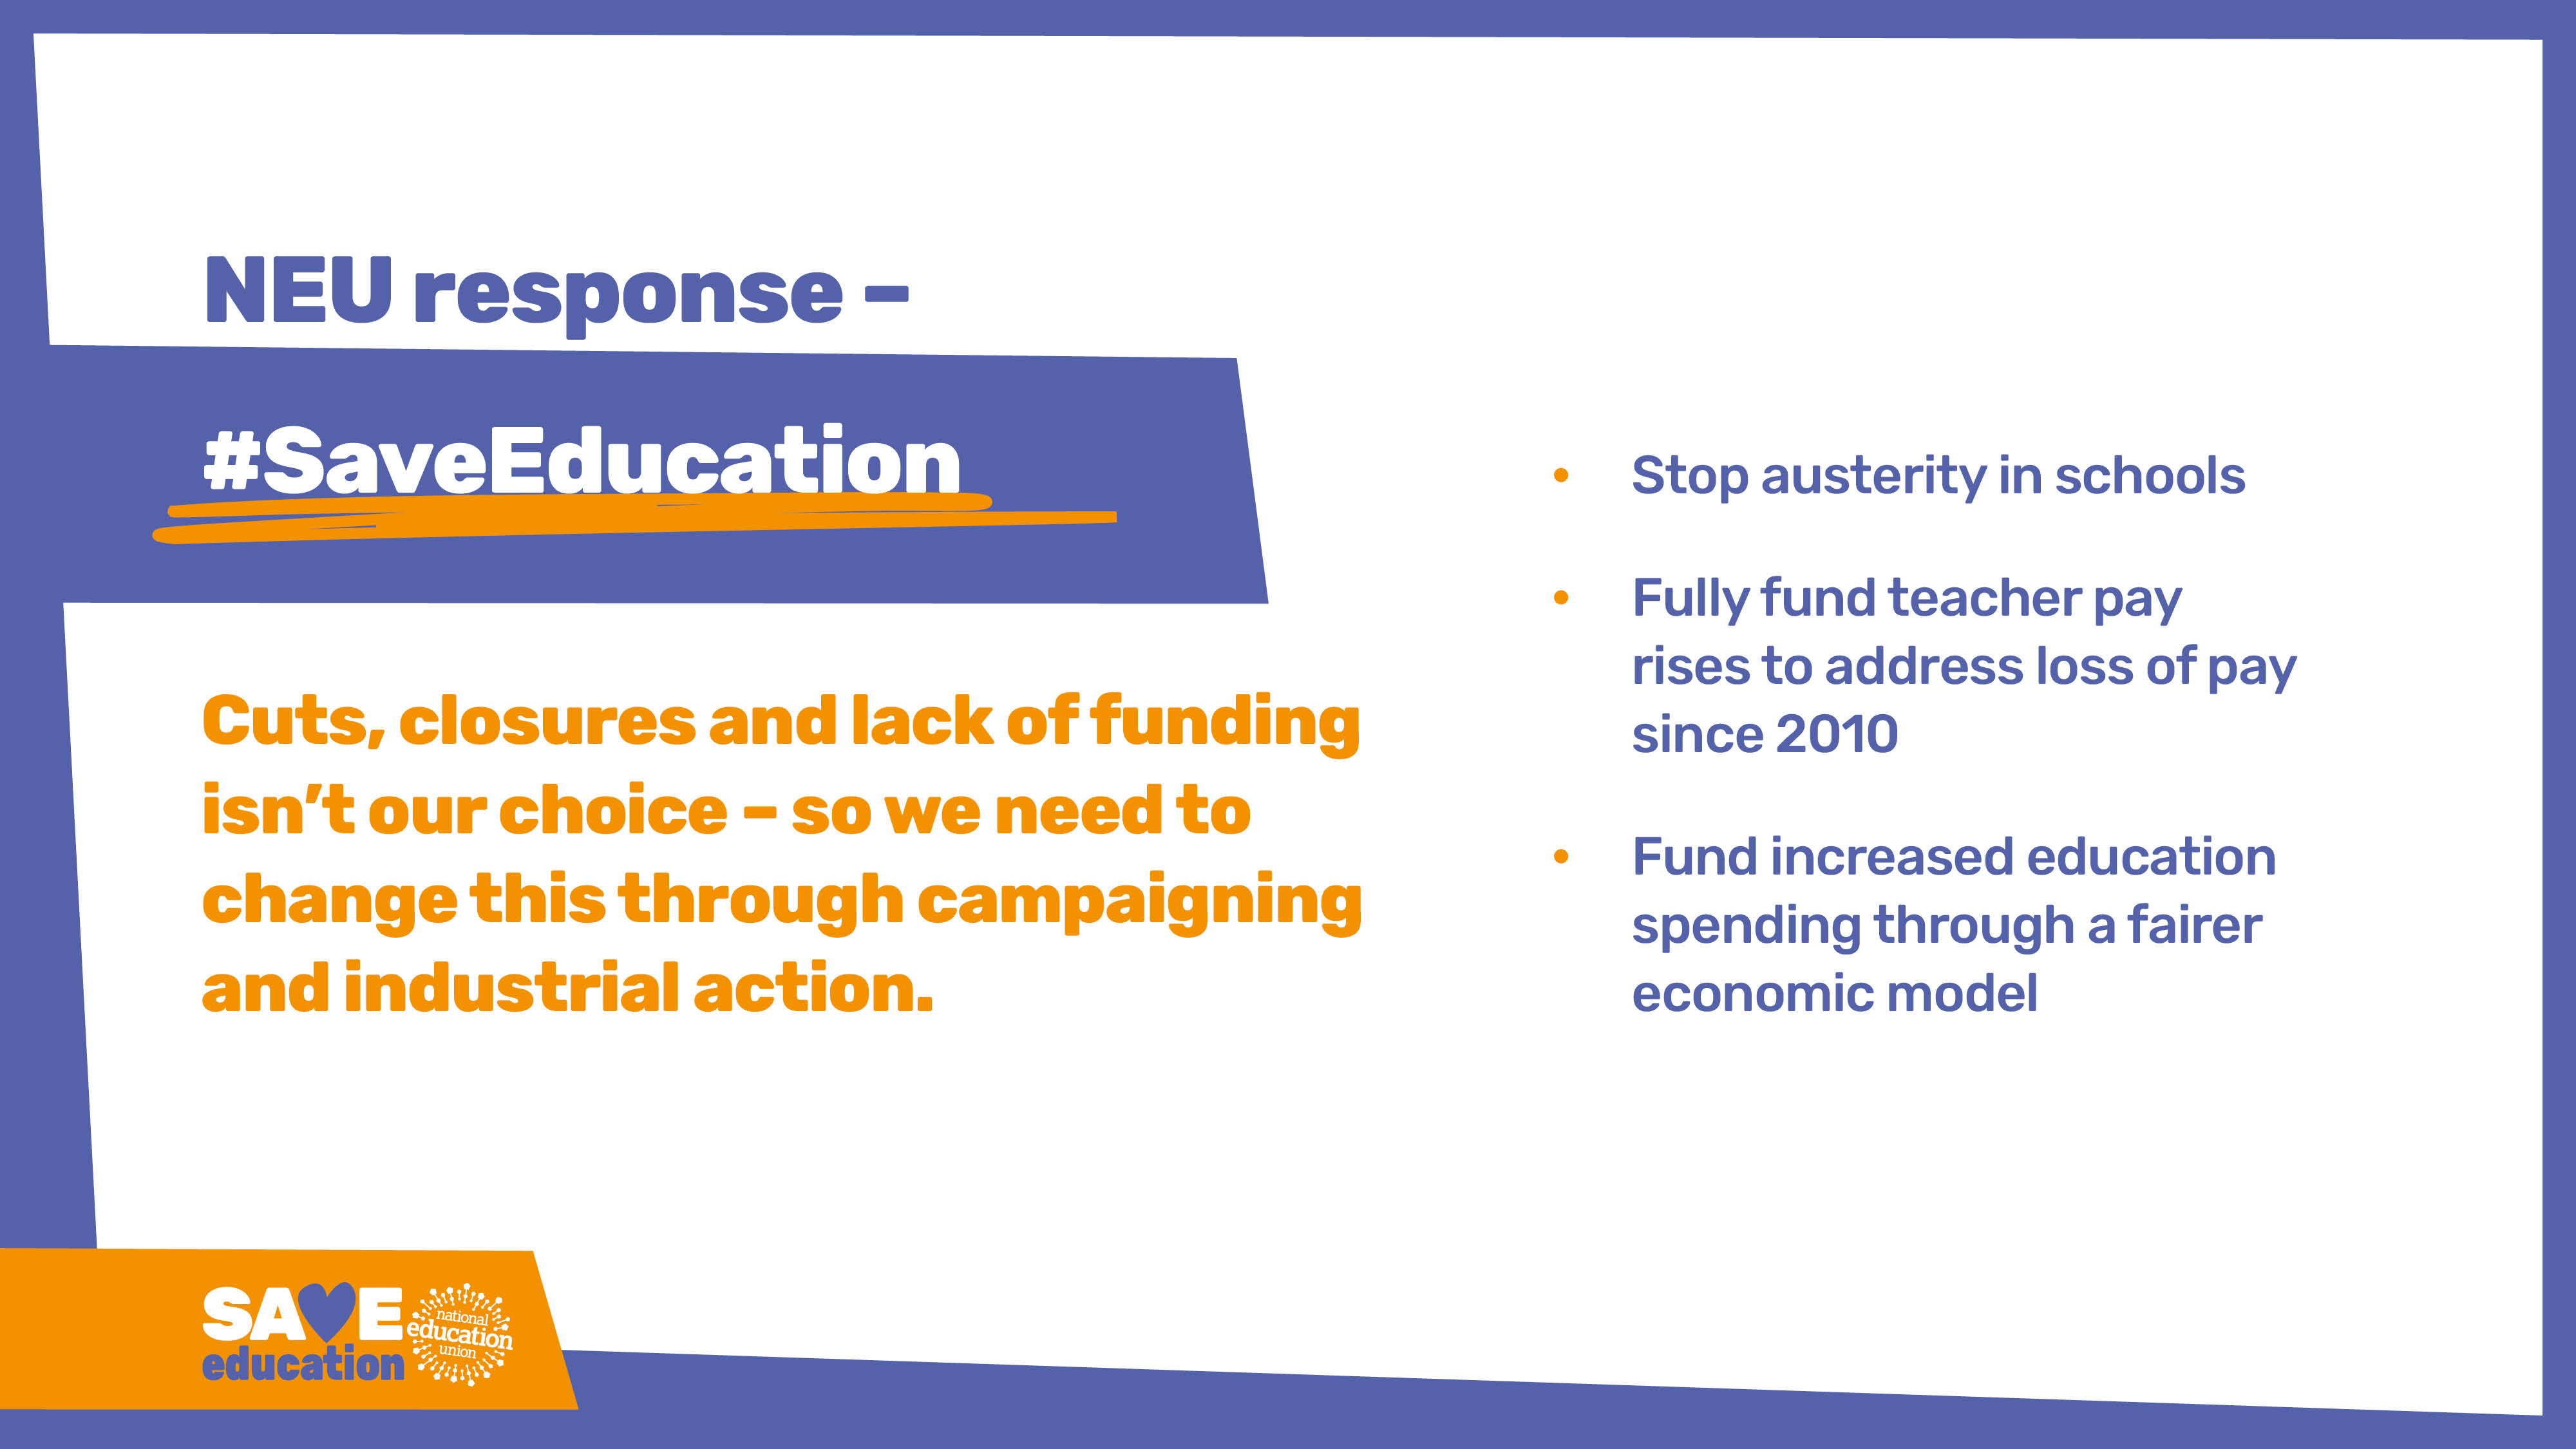 NEU response –
#SaveEducation
Cuts, closures and lack of funding
isn’t our choice – so we need to
change this through campaigning
and industrial action.
• Stop austerity in schools
• Fully fund teacher pay
rises to address loss of pay
since 2010
• Fund increased education
spending through a fairer
economic model
SAVE
education
national
education
union